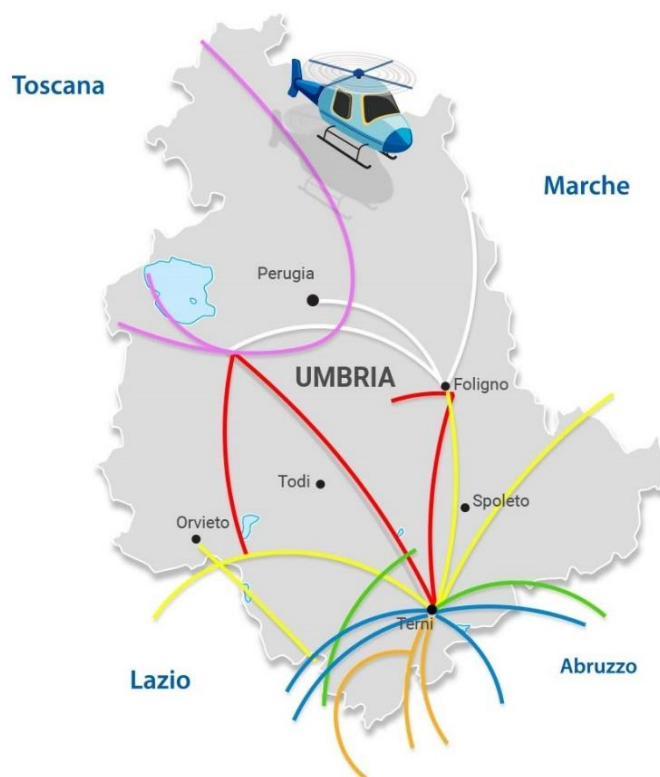 Toscana
Marche
Perugia
UMBRIA
Foligno
Todi
Spoleto
Orvieto
Terni
Abruzzo
Lazio